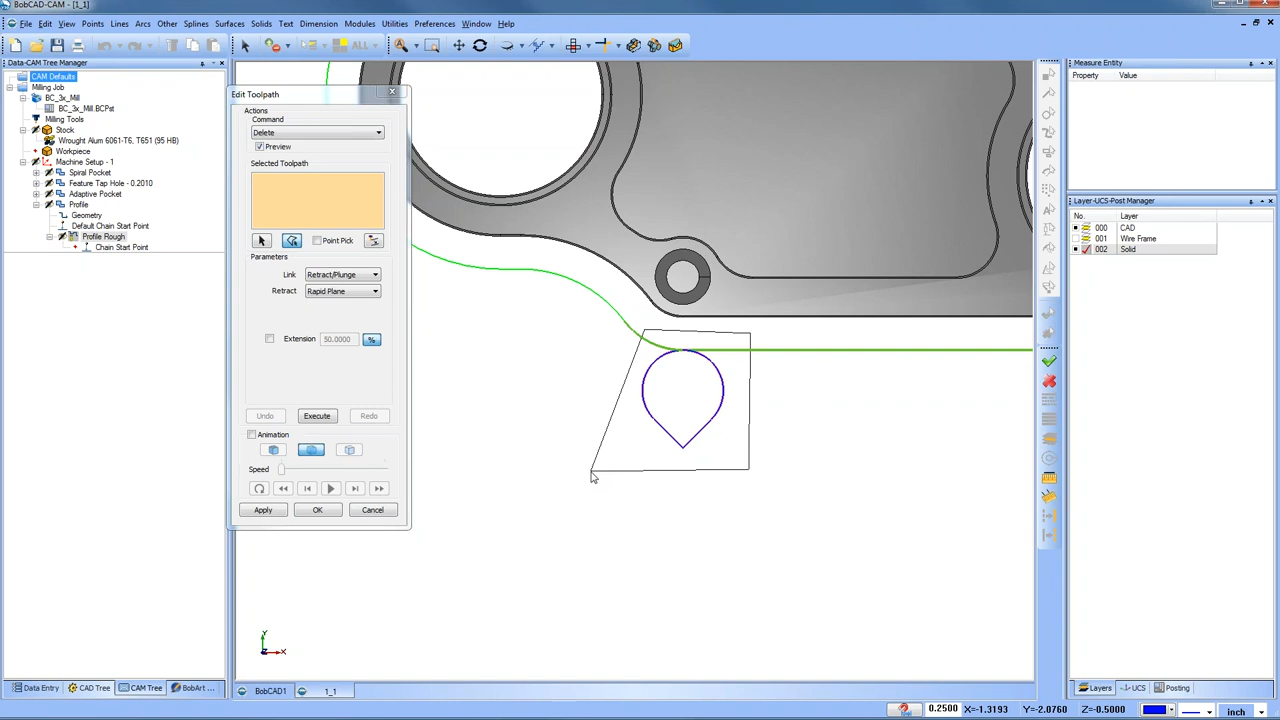 BobCAD-CAM - [1_1]
File Edit View Points Lines Arcs Other Splines Surfaces Solids Text Dimension Modules Utilities Preferences Window Help
ALL
Data-CAM Tree Manager
CAM Defaults
Milling Job
BC_3x_Mill
BC_3x_Mill.BCPst
Milling Tools
Stock
Wrought Alum 6061-T6, T651 (95 HB)
Workpiece
Machine Setup - 1
Spiral Pocket
Feature Tap Hole - 0.2010
Adaptive Pocket
Profile
Geometry
Default Chain Start Point
Profile Rough
Chain Start Point
Edit Toolpath
Actions
Command
Delete
Preview
Selected Toolpath
Point Pick
Parameters
Link Retract/Plunge
Retract Rapid Plane
Extension 50.0000 %
Undo Execute Redo
Animation
Speed
Apply OK Cancel
Y
Z X
Measure Entity
Property Value
Layer-UCS-Post Manager
No. Layer
000 CAD
001 Wire Frame
002 Solid
Data Entry CAD Tree CAM Tree BobArt ...
BobCAD1 1_1
Layers UCS Posting
0.2500 X=-1.3193 Y=-2.0760 Z=-0.5000 inch